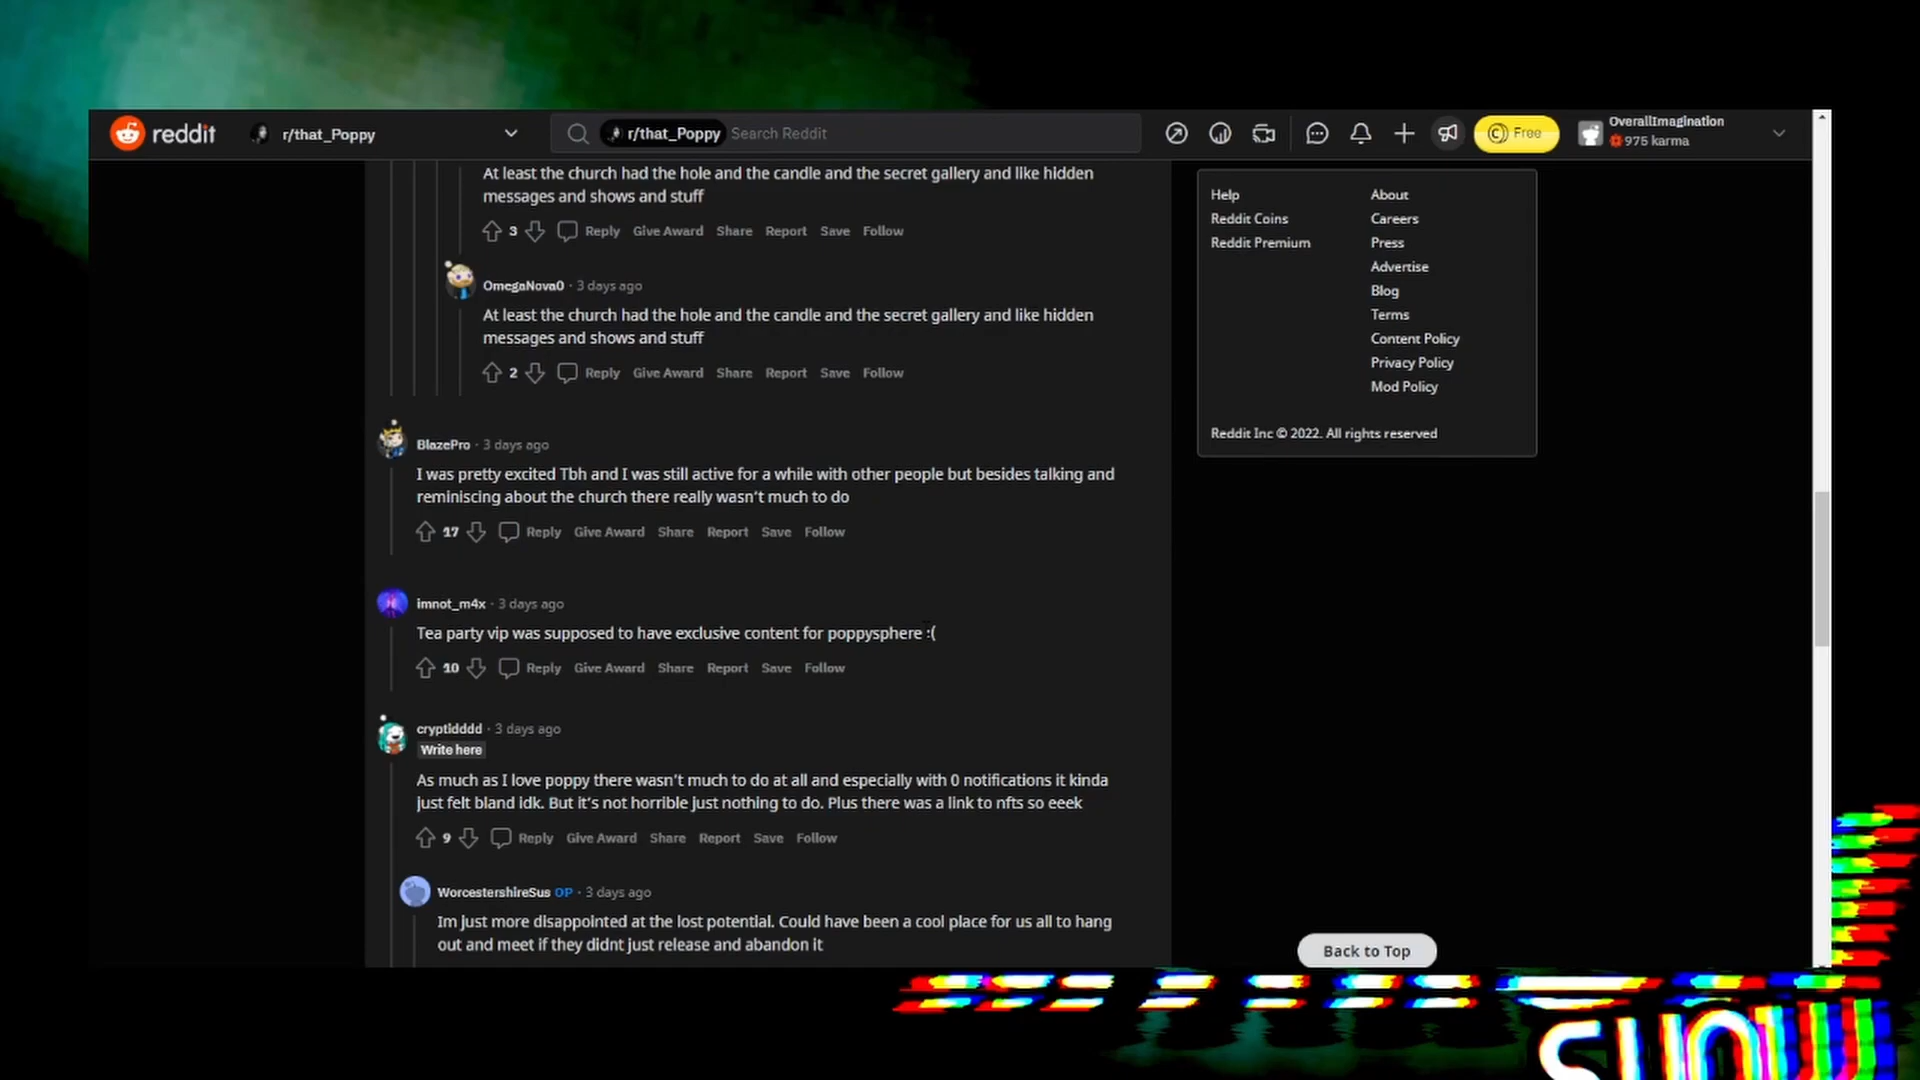 reddit r/that_Poppy r/that_Poppy Search Reddit Free OverallImagination
975 karma
At least the church had the hole and the candle and the secret gallery and like hidden
messages and shows and stuff
3 Reply Give Award Share Report Save Follow
OmegaNova0 · 3 days ago
At least the church had the hole and the candle and the secret gallery and like hidden
messages and shows and stuff
2 Reply Give Award Share Report Save Follow
BlazePro · 3 days ago
I was pretty excited Tbh and I was still active for a while with other people but besides talking and
reminiscing about the church there really wasn't much to do
17 Reply Give Award Share Report Save Follow
imnot_m4x · 3 days ago
Tea party vip was supposed to have exclusive content for poppysphere :(
10 Reply Give Award Share Report Save Follow
cryptidddd · 3 days ago
Write here
As much as I love poppy there wasn't much to do at all and especially with 0 notifications it kinda
just felt bland idk. But it's not horrible just nothing to do. Plus there was a link to nfts so eeek
9 Reply Give Award Share Report Save Follow
WorcestershireSus OP · 3 days ago
Im just more disappointed at the lost potential. Could have been a cool place for us all to hang
out and meet if they didnt just release and abandon it
Help
Reddit Coins
Reddit Premium
About
Careers
Press
Advertise
Blog
Terms
Content Policy
Privacy Policy
Mod Policy
Reddit Inc © 2022. All rights reserved
Back to Top